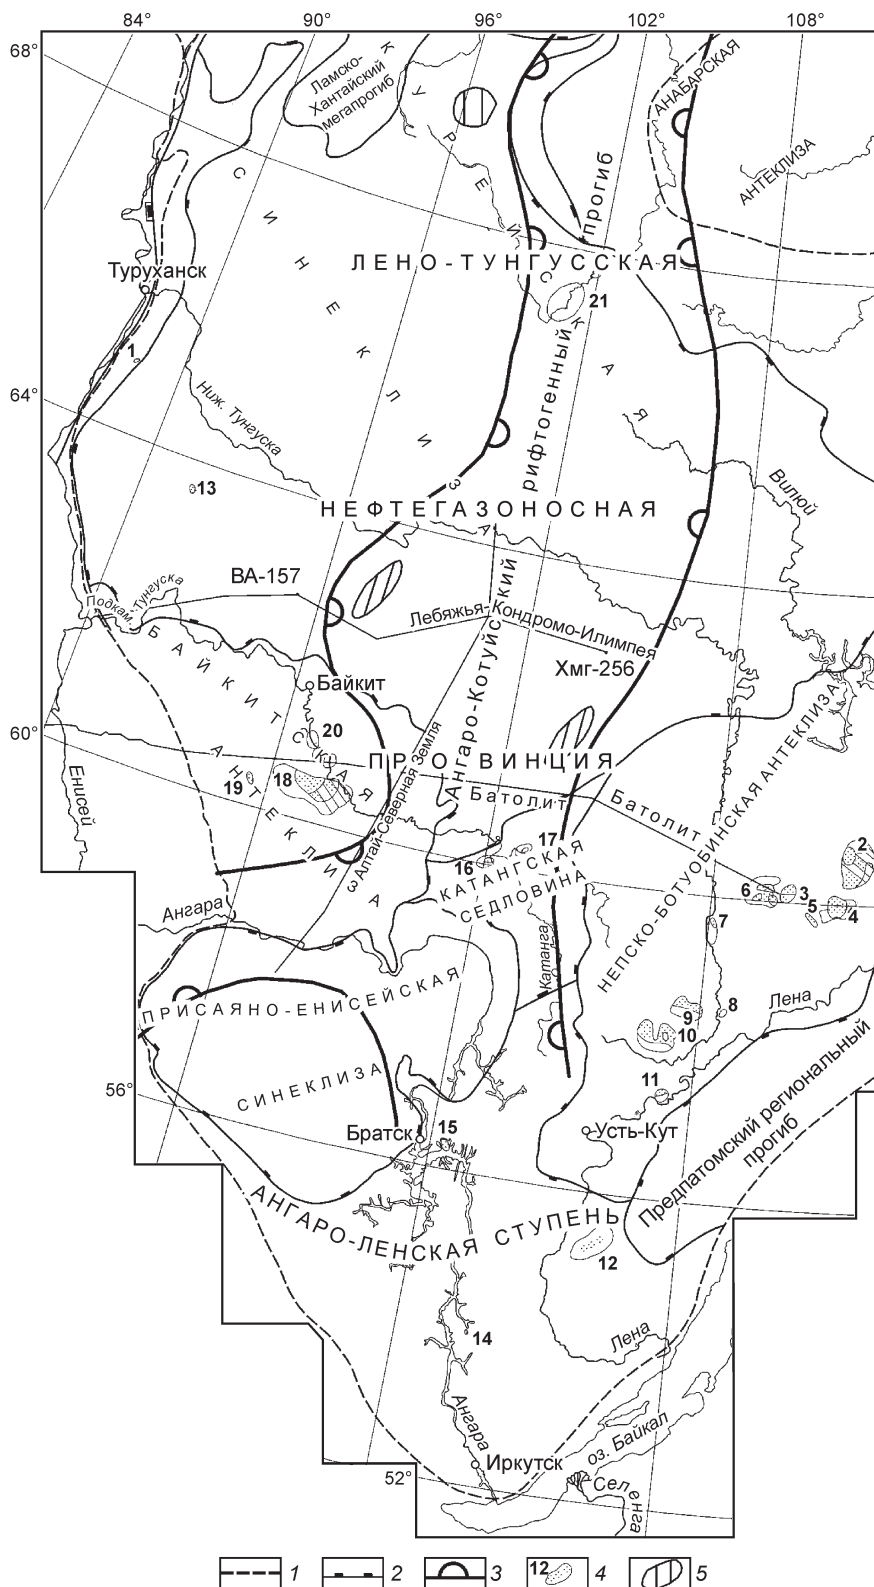 84° 90° 96° 102° 108°
68°
64°
60°
56°
52°
Ламско-
Хантайский
мегапрогиб
КУРЕЙСКАЯ
СИНЕКЛИЗА
АНАБАРСКАЯ
АНТЕКЛИЗА
Туруханск
ЛЕНО-ТУНГУССКАЯ
21
1
Ниж. Тунгуска
Ангаро-Котуйский рифтогенный прогиб
Вилюй
13
НЕФТЕГАЗОНОСНАЯ
ВА-157
Подкам. Тунгуска
Лебяжья-Кондромо-Илимпея
Хмг-256
БАЙКИТСКАЯ
АНТЕКЛИЗА
Байкит
20
ПРОВИНЦИЯ
19
18
Енисей
Алтай-Северная Земля
Батолит
Батолит
НЕПСКО-БОТУОБИНСКАЯ АНТЕКЛИЗА
17
16
КАТАНГСКАЯ
СЕДЛОВИНА
2
6
3
5
4
7
Ангара
Катанга
ПРИСАЯНО-ЕНИСЕЙСКАЯ
СИНЕКЛИЗА
9
8
10
Лена
11
Братск
15
Усть-Кут
Предпатомский региональный
прогиб
АНГАРО-ЛЕНСКАЯ СТУПЕНЬ
12
14
Лена
Ангара
Иркутск
оз. Байкал
Селенга
1 2 3 12 4 5